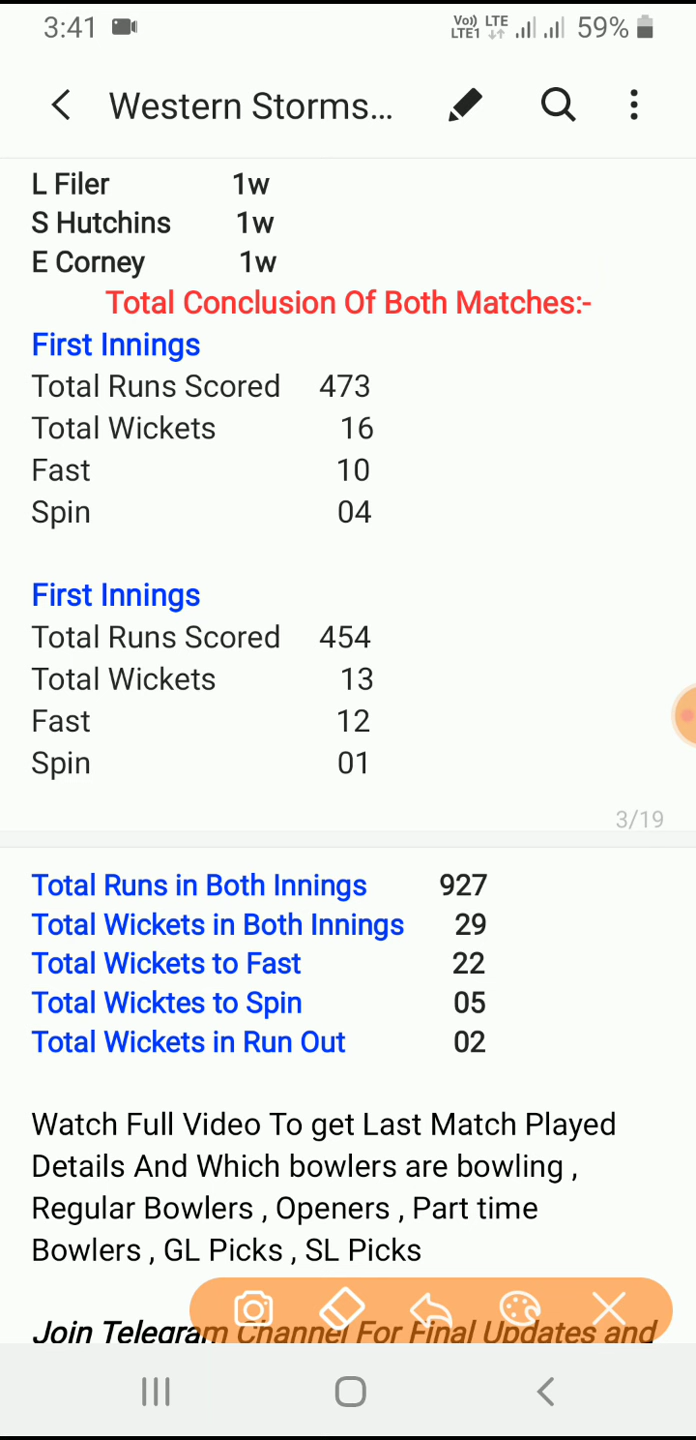 3:41
Vo)) LTE
LTE1
59%
Western Storms...
L Filer 1w
S Hutchins 1w
E Corney 1w
Total Conclusion Of Both Matches:-
First Innings
Total Runs Scored 473
Total Wickets 16
Fast 10
Spin 04
First Innings
Total Runs Scored 454
Total Wickets 13
Fast 12
Spin 01
3/19
Total Runs in Both Innings 927
Total Wickets in Both Innings 29
Total Wickets to Fast 22
Total Wicktes to Spin 05
Total Wickets in Run Out 02
Watch Full Video To get Last Match Played
Details And Which bowlers are bowling ,
Regular Bowlers , Openers , Part time
Bowlers , GL Picks , SL Picks
Join Telegram Channel For Final Updates and